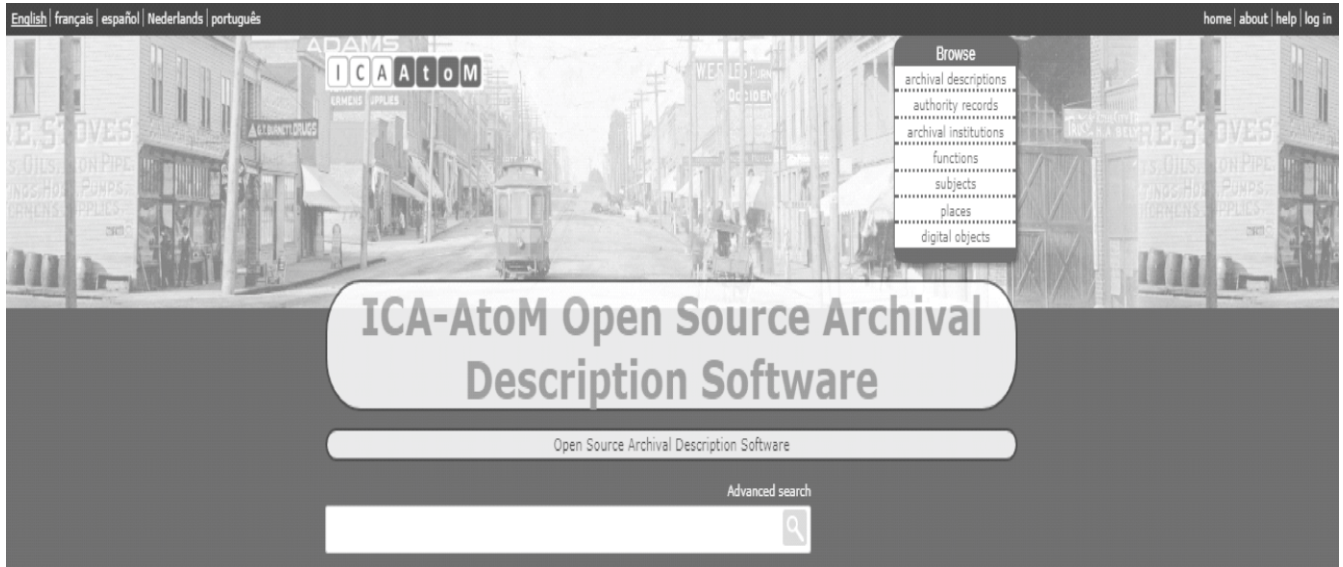 English français español Nederlands português
home about help log in
ADAMS
ICAAtoM
Browse
archival descriptions
authority records
archival institutions
functions
subjects
places
digital objects
A.T. BURNETT, DRUGS
R.E. STOVES
ICA-AtoM Open Source Archival
Description Software
Open Source Archival Description Software
Advanced search